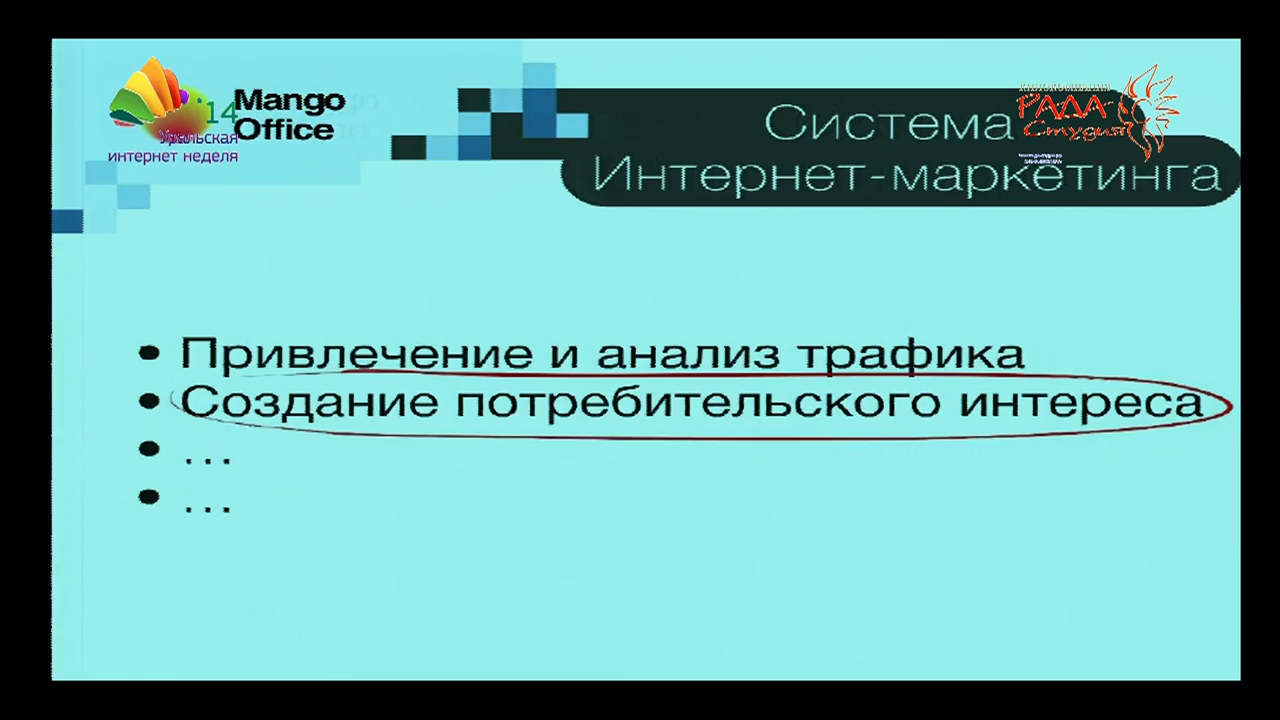 '14
Уральская
интернет неделя
Mango
Office
РАДА-
Студия
Система
Интернет-маркетинга
• Привлечение и анализ трафика
• Создание потребительского интереса
• ...
• ...